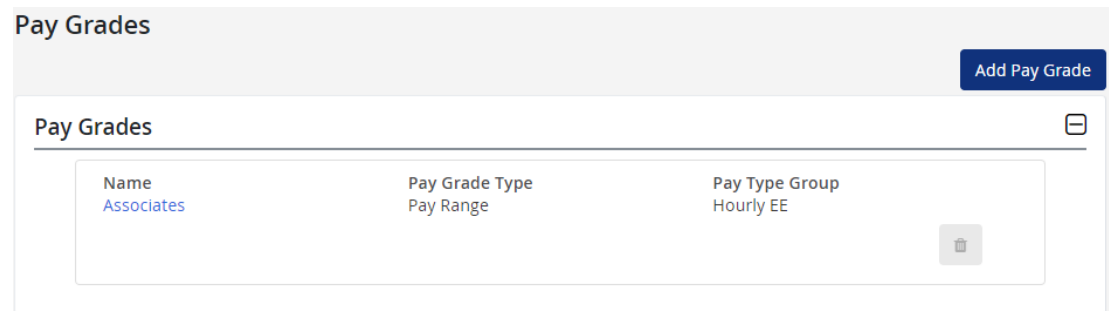 Pay Grades
Add Pay Grade
Pay Grades
Name Pay Grade Type Pay Type Group
Associates Pay Range Hourly EE